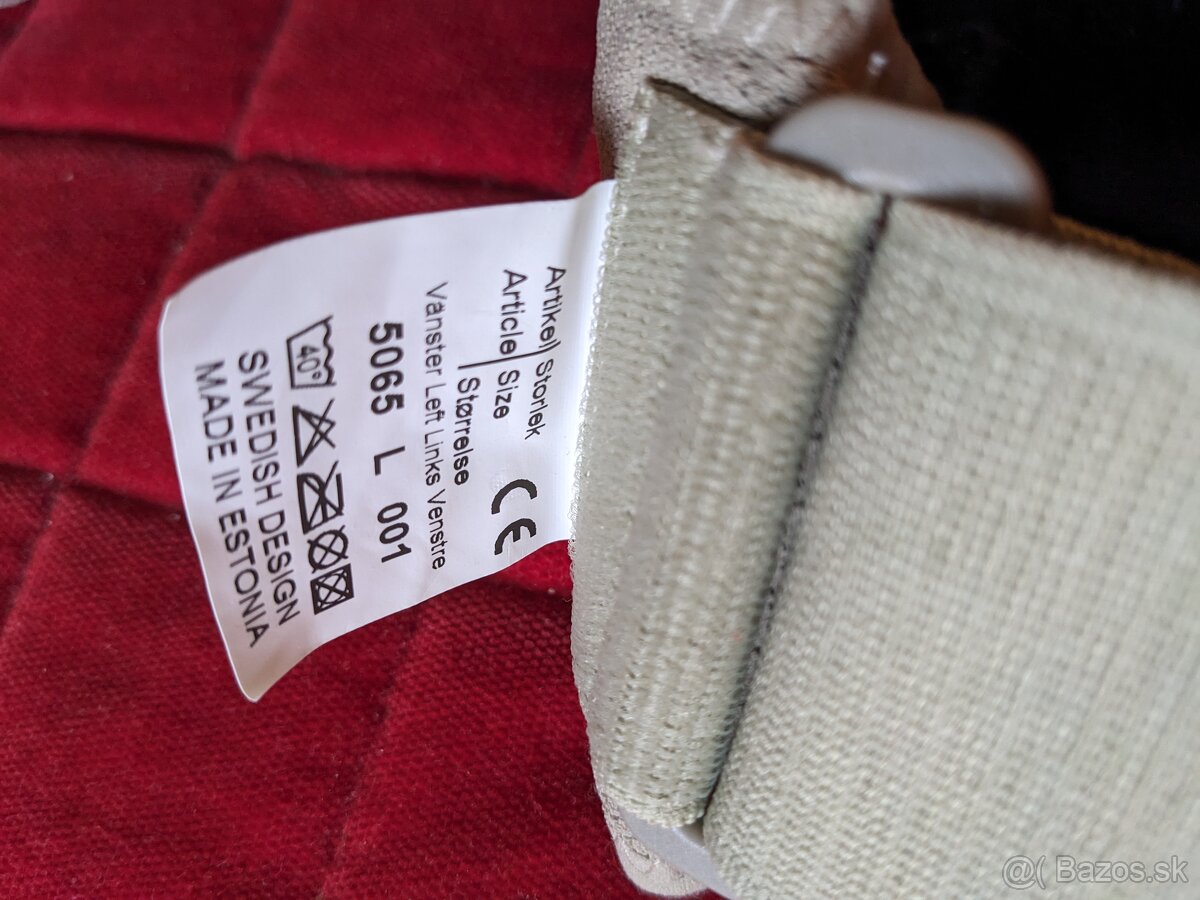 Artikel Storlek
Article Size
Størrelse
CE
Vänster Left Links Venstre
5065 L 001
40°
SWEDISH DESIGN
MADE IN ESTONIA
@( Bazos.sk